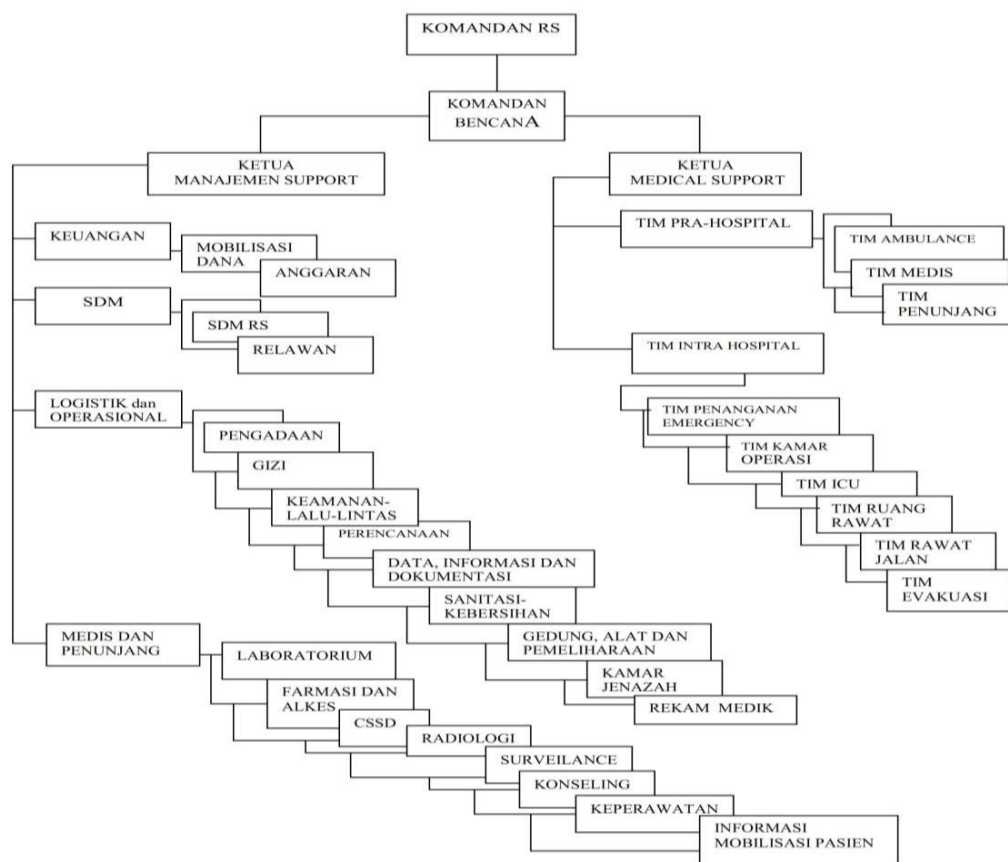 KOMANDAN RS
KOMANDAN
BENCANA
KETUA
MANAJEMEN SUPPORT
KEUANGAN
MOBILISASI
DANA
ANGGARAN
SDM
SDM RS
RELAWAN
LOGISTIK dan
OPERASIONAL
PENGADAAN
GIZI
KEAMANAN-
LALU-LINTAS
PERENCANAAN
DATA, INFORMASI DAN
DOKUMENTASI
SANITASI-
KEBERSIHAN
GEDUNG, ALAT DAN
PEMELIHARAAN
KAMAR
JENAZAH
REKAM MEDIK
MEDIS DAN
PENUNJANG
LABORATORIUM
FARMASI DAN
ALKES
CSSD
RADIOLOGI
SURVEILANCE
KONSELING
KEPERAWATAN
INFORMASI
MOBILISASI PASIEN
KETUA
MEDICAL SUPPORT
TIM PRA-HOSPITAL
TIM AMBULANCE
TIM MEDIS
TIM
PENUNJANG
TIM INTRA HOSPITAL
TIM PENANGANAN
EMERGENCY
TIM KAMAR
OPERASI
TIM ICU
TIM RUANG
RAWAT
TIM RAWAT
JALAN
TIM
EVAKUASI